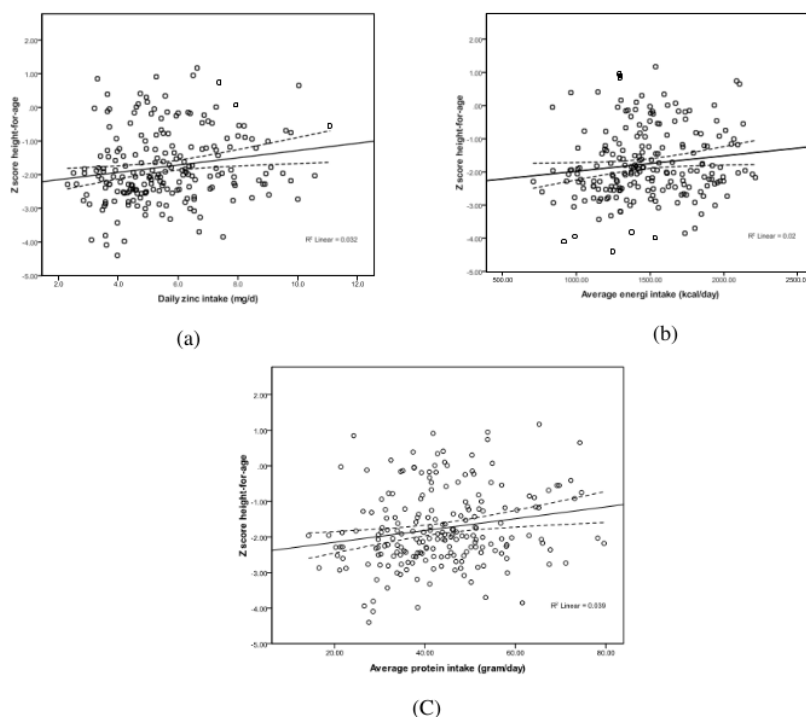 2.00
1.00
.00
-1.00
-2.00
-3.00
-4.00
-5.00
Z score height-for-age
R² Linear = 0.032
2.0 4.0 6.0 8.0 10.0 12.0
Daily zinc intake (mg/d)
(a)
2.00
1.00
.00
-1.00
-2.00
-3.00
-4.00
-5.00
Z score height-for-age
R² Linear = 0.02
500.00 1000.00 1500.00 2000.00 2500.00
Average energi intake (kcal/day)
(b)
2.00
1.00
.00
-1.00
-2.00
-3.00
-4.00
-5.00
Z score height-for-age
R² Linear = 0.039
20.00 40.00 60.00 80.00
Average protein intake (gram/day)
(C)